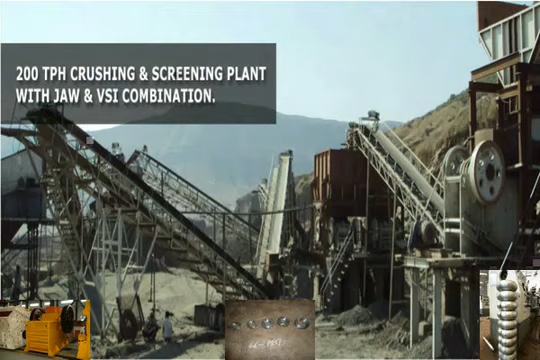 200 TPH CRUSHING & SCREENING PLANT
WITH JAW & VSI COMBINATION.